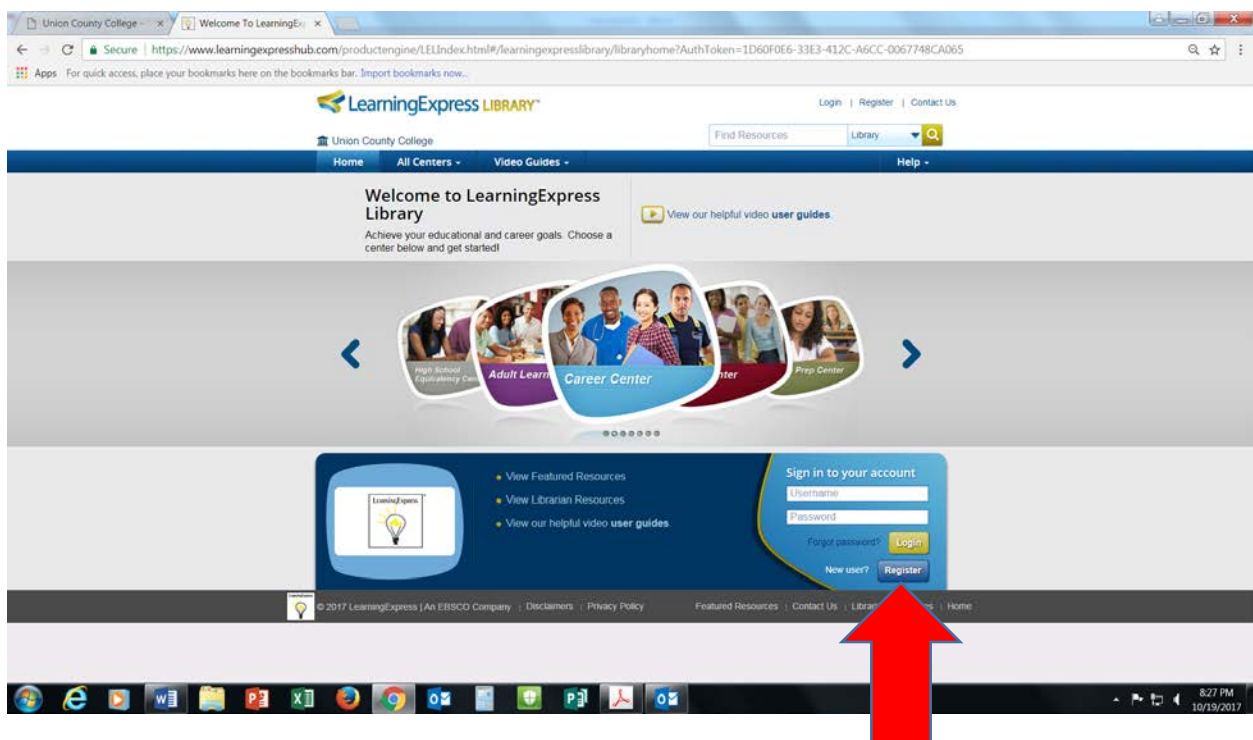 Union County College -
Welcome To LearningEx
Secure | https://www.learningexpresshub.com/productengine/LELIndex.html#/learningexpresslibrary/libraryhome?AuthToken=1D60F0E6-33E3-412C-A6CC-0067748CA065
Apps For quick access, place your bookmarks here on the bookmarks bar. Import bookmarks now...
LearningExpress LIBRARY
Login | Register | Contact Us
Union County College
Find Resources Library
Home All Centers Video Guides Help
Welcome to LearningExpress
Library
Achieve your educational and career goals. Choose a
center below and get started!
View our helpful video user guides.
High School
Equivalency Cen
Adult Learn
Career Center
nter
Prep Center
View Featured Resources
View Librarian Resources
View our helpful video user guides
LearningExpress
Sign in to your account
Username
Password
Forgot password? Login
New user? Register
© 2017 LearningExpress | An EBSCO Company | Disclaimers | Privacy Policy
Featured Resources | Contact Us | Librar es | Home
8:27 PM
10/19/2017